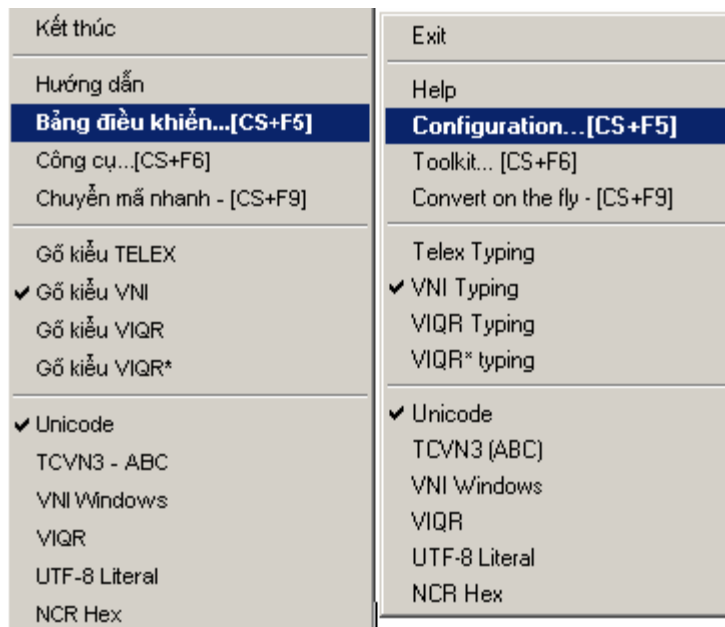 Kết thúc
Hướng dẫn
Bảng điều khiển...[CS+F5]
Công cụ...[CS+F6]
Chuyển mã nhanh - [CS+F9]
Gõ kiểu TELEX
Gõ kiểu VNI
Gõ kiểu VIQR
Gõ kiểu VIQR*
Unicode
TCVN3 - ABC
VNI Windows
VIQR
UTF-8 Literal
NCR Hex
Exit
Help
Configuration...[CS+F5]
Toolkit... [CS+F6]
Convert on the fly - [CS+F9]
Telex Typing
VNI Typing
VIQR Typing
VIQR* typing
Unicode
TCVN3 (ABC)
VNI Windows
VIQR
UTF-8 Literal
NCR Hex